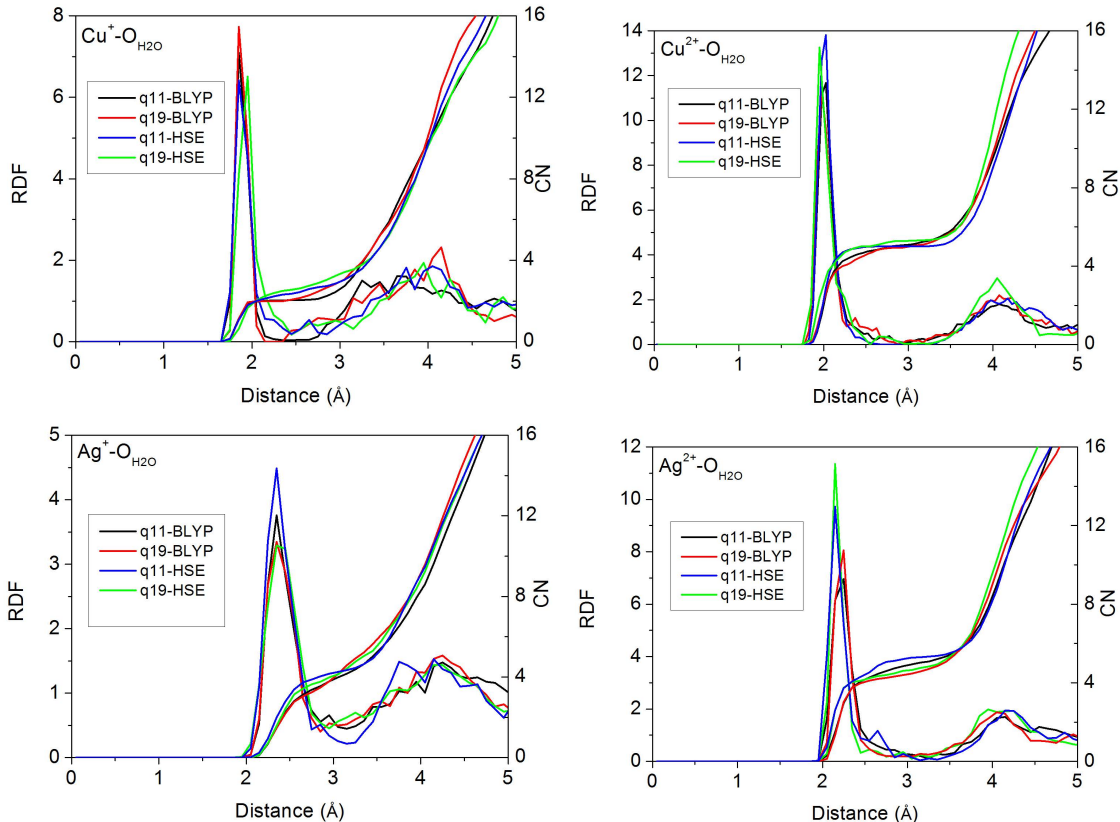 Cu⁺-O_H2O
q11-BLYP
q19-BLYP
q11-HSE
q19-HSE
RDF
CN
8
6
4
2
0
16
12
8
4
0
0 1 2 3 4 5
Distance (Å)
Cu²⁺-O_H2O
q11-BLYP
q19-BLYP
q11-HSE
q19-HSE
RDF
CN
14
12
10
8
6
4
2
0
16
12
8
4
0
0 1 2 3 4 5
Distance (Å)
Ag⁺-O_H2O
q11-BLYP
q19-BLYP
q11-HSE
q19-HSE
RDF
CN
5
4
3
2
1
0
16
12
8
4
0
0 1 2 3 4 5
Distance (Å)
Ag²⁺-O_H2O
q11-BLYP
q19-BLYP
q11-HSE
q19-HSE
RDF
CN
12
10
8
6
4
2
0
16
12
8
4
0
0 1 2 3 4 5
Distance (Å)